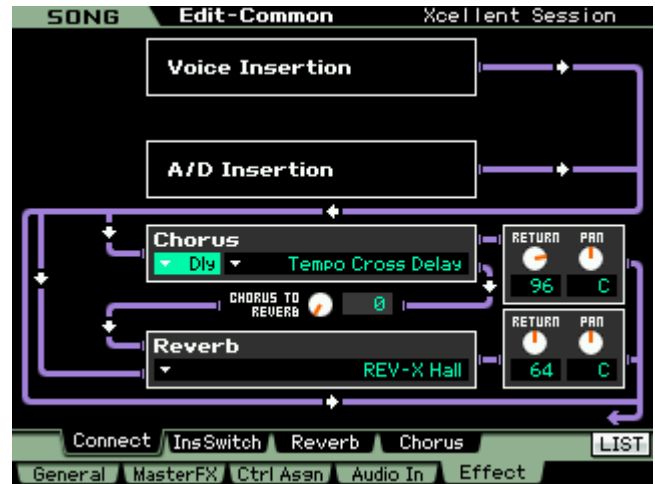 SONG Edit-Common Xcellent Session
Voice Insertion
A/D Insertion
Chorus
Dly Tempo Cross Delay
RETURN PAN
96 C
CHORUS TO
REVERB 0
Reverb
REV-X Hall
RETURN PAN
64 C
Connect InsSwitch Reverb Chorus LIST
General MasterFX Ctrl Asgn Audio In Effect